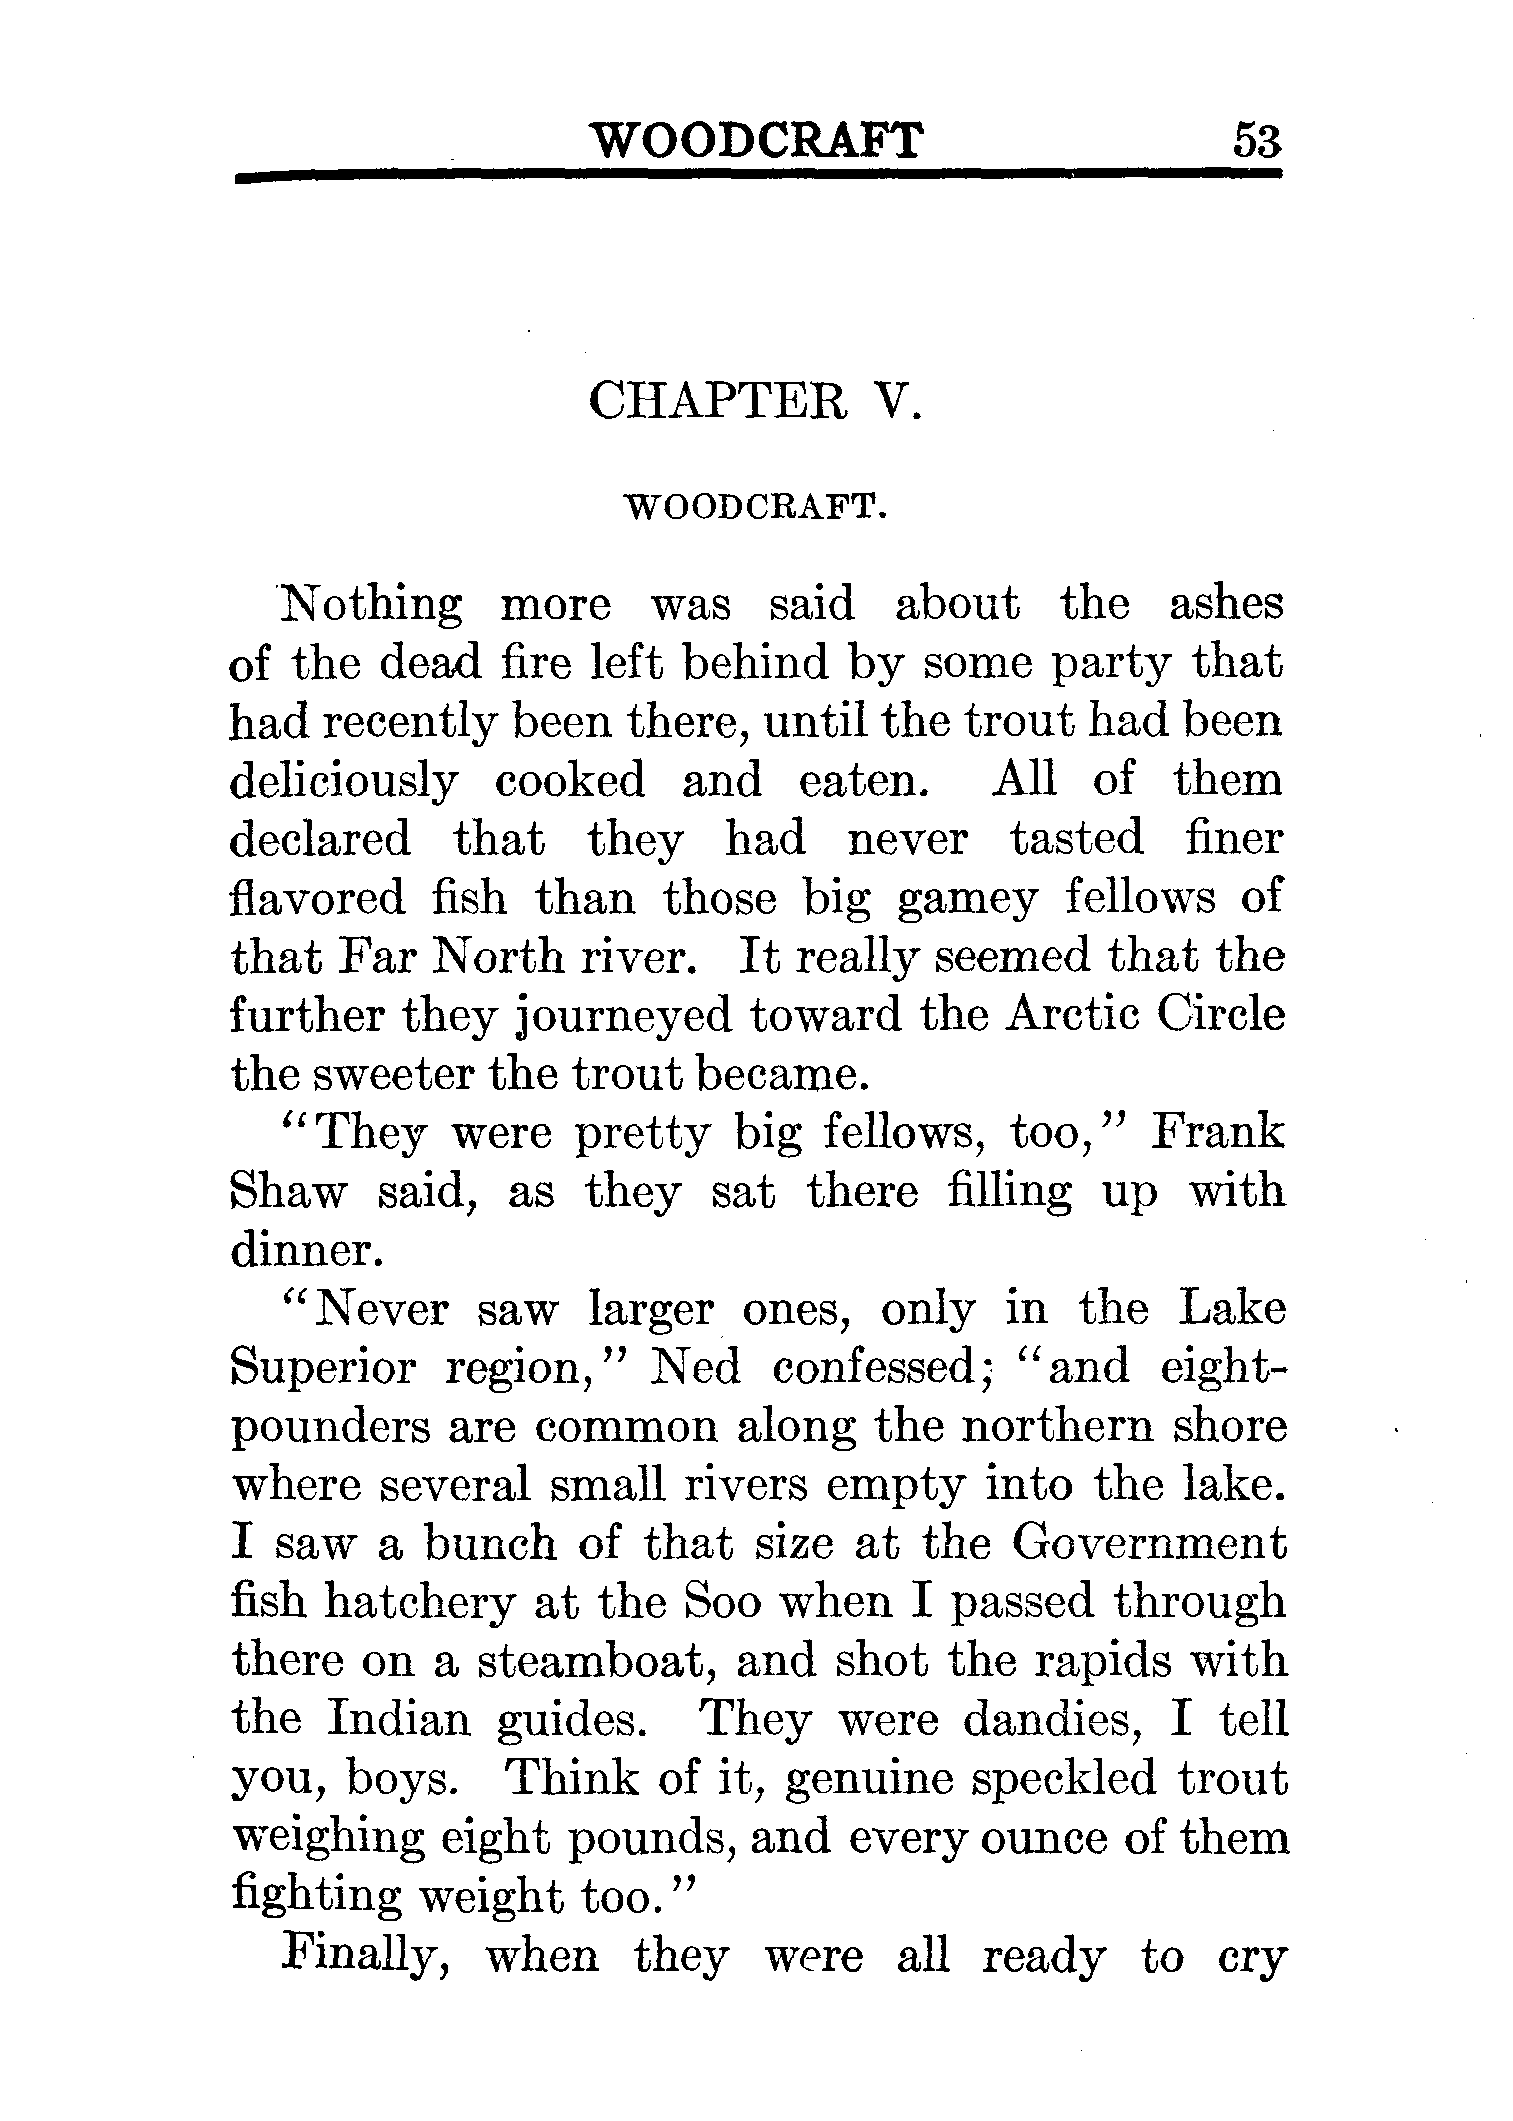 WOODCRAFT 53
CHAPTER V.
WOODCRAFT.
Nothing more was said about the ashes
of the dead fire left behind by some party that
had recently been there, until the trout had been
deliciously cooked and eaten. All of them
declared that they had never tasted finer
flavored fish than those big gamey fellows of
that Far North river. It really seemed that the
further they journeyed toward the Arctic Circle
the sweeter the trout became.
"They were pretty big fellows, too," Frank
Shaw said, as they sat there filling up with
dinner.
"Never saw larger ones, only in the Lake
Superior region," Ned confessed; "and eight-
pounders are common along the northern shore
where several small rivers empty into the lake.
I saw a bunch of that size at the Government
fish hatchery at the Soo when I passed through
there on a steamboat, and shot the rapids with
the Indian guides. They were dandies, I tell
you, boys. Think of it, genuine speckled trout
weighing eight pounds, and every ounce of them
fighting weight too."
Finally, when they were all ready to cry